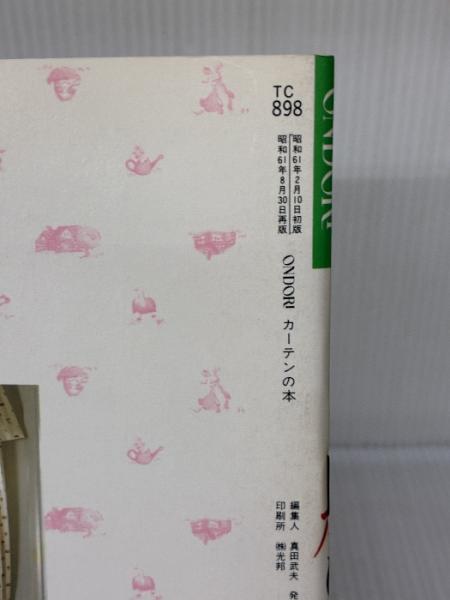 TC
898
昭和61年2月10日初版
昭和61年8月30日再版
ONDORI カーテンの本
編集人 真田武夫 発
印刷所 ㈱光邦
ONDORI